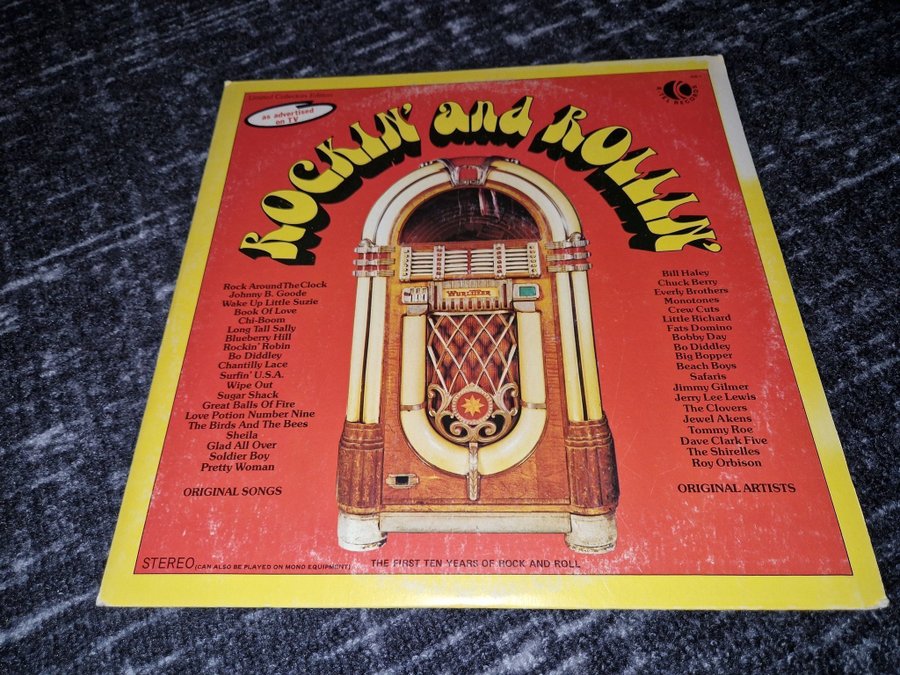 Limited Collectors Edition
as advertised
on TV
K-TEL RECORDS
ROCKIN' and ROLLIN'
WURLITZER
Rock Around The Clock
Johnny B. Goode
Wake Up Little Suzie
Book Of Love
Chi-Boom
Long Tall Sally
Blueberry Hill
Rockin' Robin
Bo Diddley
Chantilly Lace
Surfin' U.S.A.
Wipe Out
Sugar Shack
Great Balls Of Fire
Love Potion Number Nine
The Birds And The Bees
Sheila
Glad All Over
Soldier Boy
Pretty Woman
ORIGINAL SONGS
Bill Haley
Chuck Berry
Everly Brothers
Monotones
Crew Cuts
Little Richard
Fats Domino
Bobby Day
Bo Diddley
Big Bopper
Beach Boys
Safaris
Jimmy Gilmer
Jerry Lee Lewis
The Clovers
Jewel Akens
Tommy Roe
Dave Clark Five
The Shirelles
Roy Orbison
ORIGINAL ARTISTS
STEREO (CAN ALSO BE PLAYED ON MONO EQUIPMENT) THE FIRST TEN YEARS OF ROCK AND ROLL